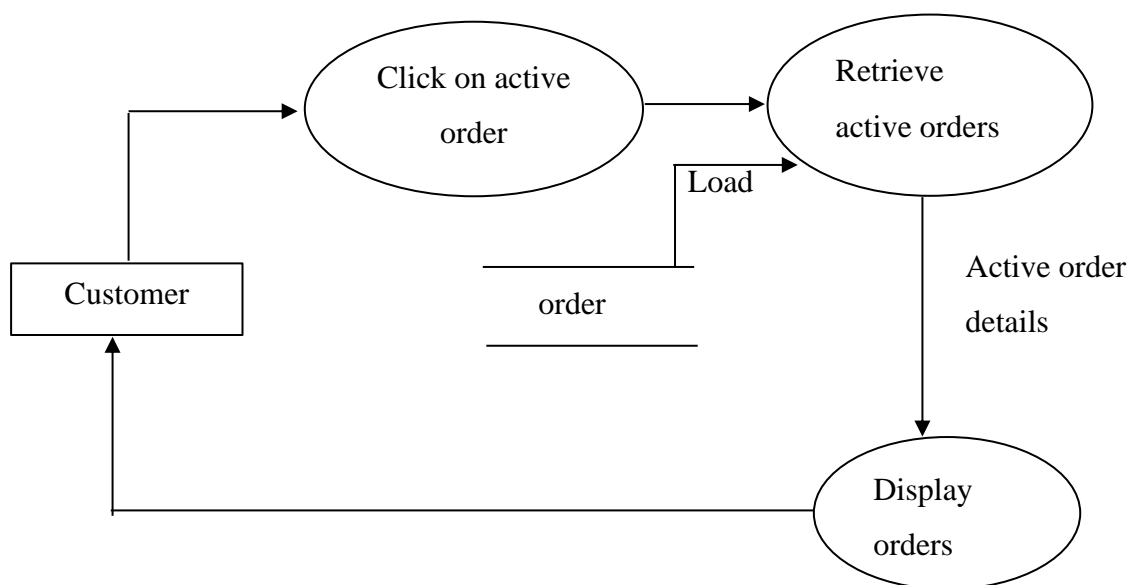 Click on active
order
Retrieve
active orders
Load
Customer
order
Active order
details
Display
orders